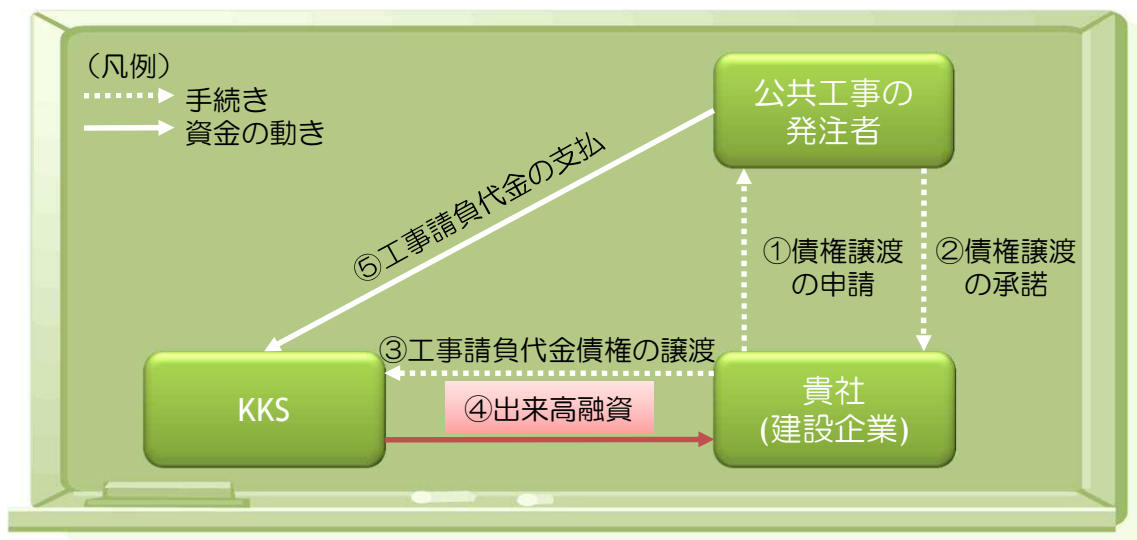 （凡例）
手続き
資金の動き
公共工事の
発注者
⑤工事請負代金の支払
①債権譲渡
の申請
②債権譲渡
の承諾
③工事請負代金債権の譲渡
KKS
④出来高融資
貴社
(建設企業)